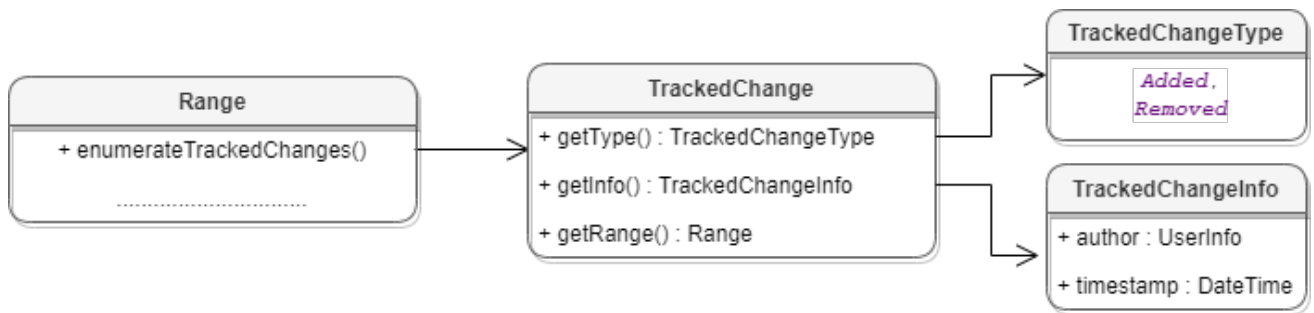 Range
+ enumerateTrackedChanges()
...............................
TrackedChange
+ getType() : TrackedChangeType
+ getInfo() : TrackedChangeInfo
+ getRange() : Range
TrackedChangeType
Added,
Removed
TrackedChangeInfo
+ author : UserInfo
+ timestamp : DateTime